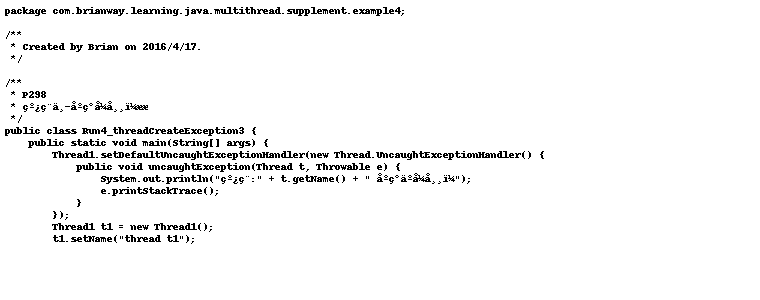 package com.brianway.learning.java.multithread.supplement.example4;
/**
 * Created by Brian on 2016/4/17.
 */
/**
 * P298
 * çº¿ç¨ä¸­åºç°å¼å¸¸ï¼ææ
 */
public class Run4_threadCreateException3 {
    public static void main(String[] args) {
        Thread1.setDefaultUncaughtExceptionHandler(new Thread.UncaughtExceptionHandler() {
            public void uncaughtException(Thread t, Throwable e) {
                System.out.println("çº¿ç¨:" + t.getName() + " åºç°äºå¼å¸¸ï¼");
                e.printStackTrace();
            }
        });
        Thread1 t1 = new Thread1();
        t1.setName("thread t1");